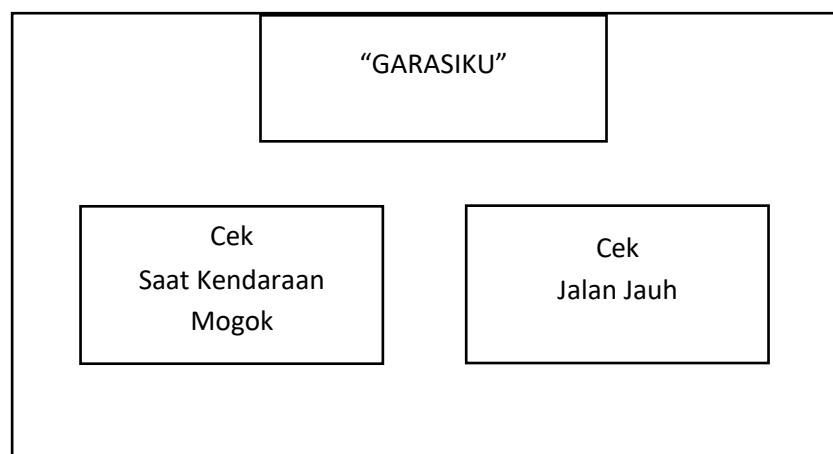 “GARASIKU”
Cek
Saat Kendaraan
Mogok
Cek
Jalan Jauh